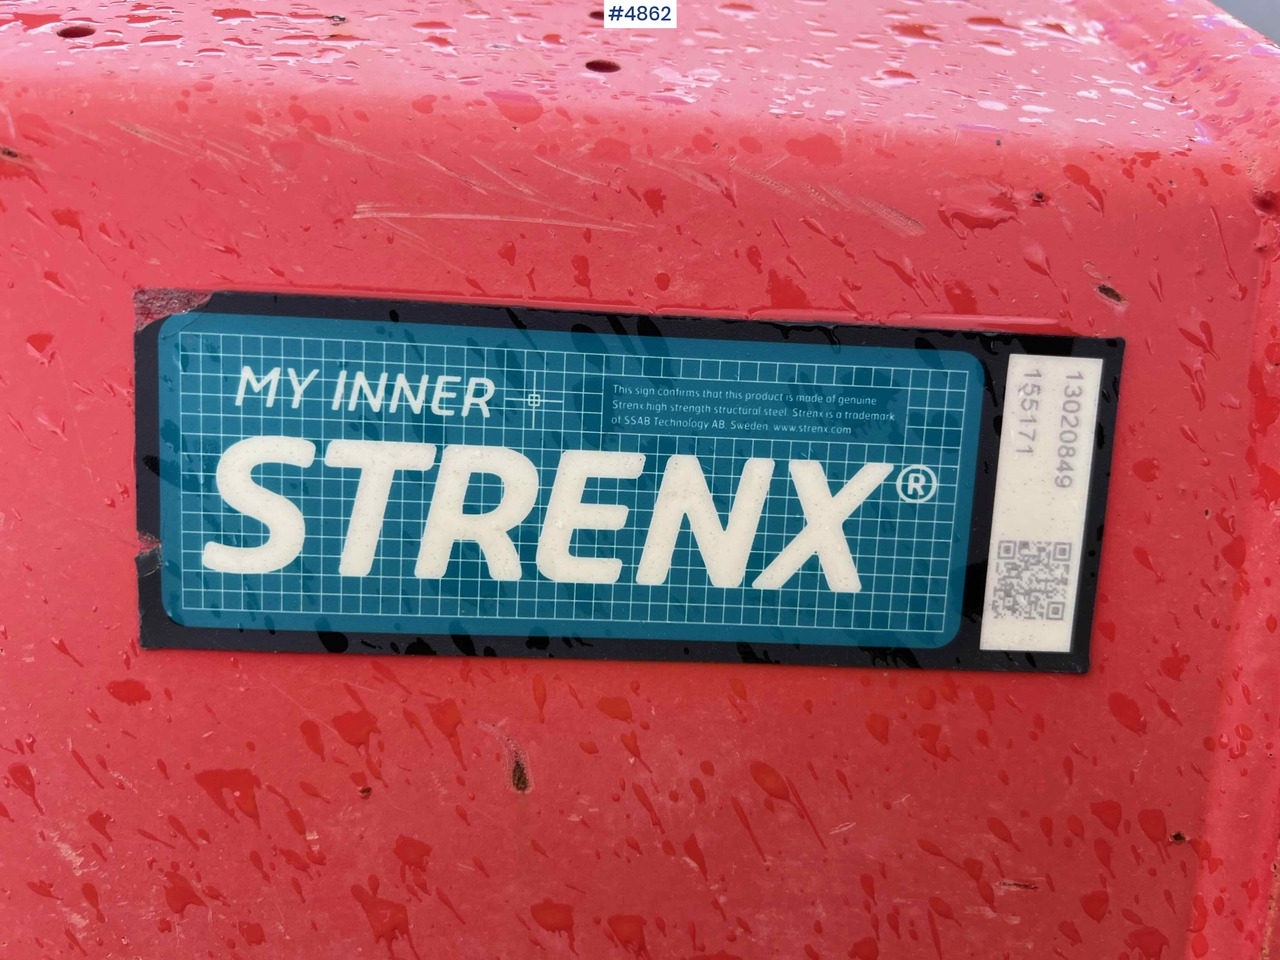 #4862
MY INNER
This sign confirms that this product is made of genuine
Strenx high strength structural steel. Strenx is a trademark
of SSAB Technology AB, Sweden. www.strenx.com
STRENX®
13020849
155171